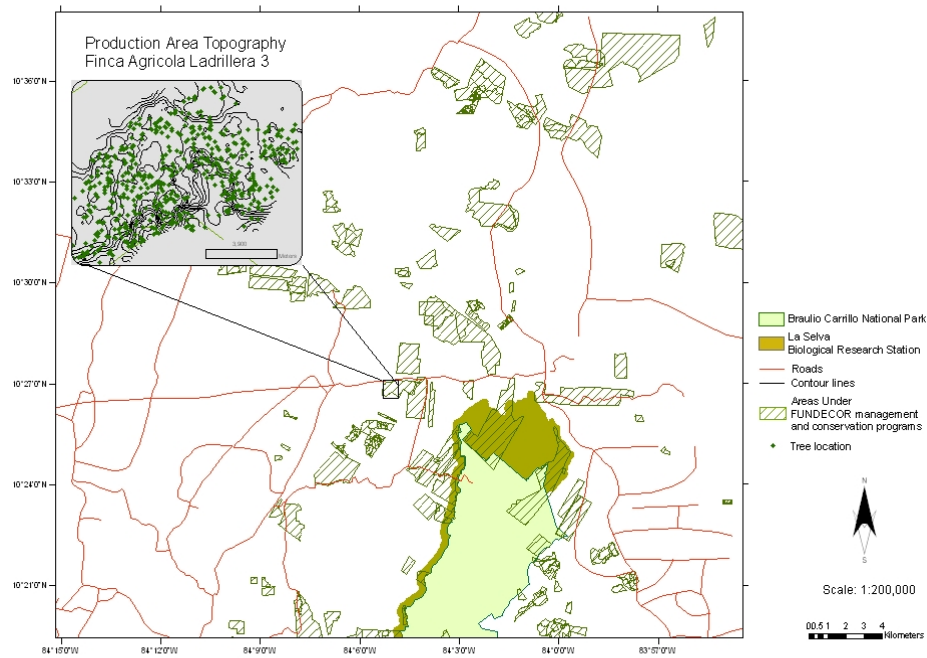 Production Area Topography
Finca Agricola Ladrillera 3
3,900
Meters
10°36'0"N
10°33'0"N
10°30'0"N
10°27'0"N
10°24'0"N
10°21'0"N
84°15'0"W
84°12'0"W
84°9'0"W
84°6'0"W
84°30'0"W
84°0'0"W
83°57'0"W
Braulio Carrillo National Park
La Selva
Biological Research Station
Roads
Contour lines
Areas Under
FUNDECOR management
and conservation programs
Tree location
N
S
Scale: 1:200,000
00.5 1 2 3 4
Kilometers